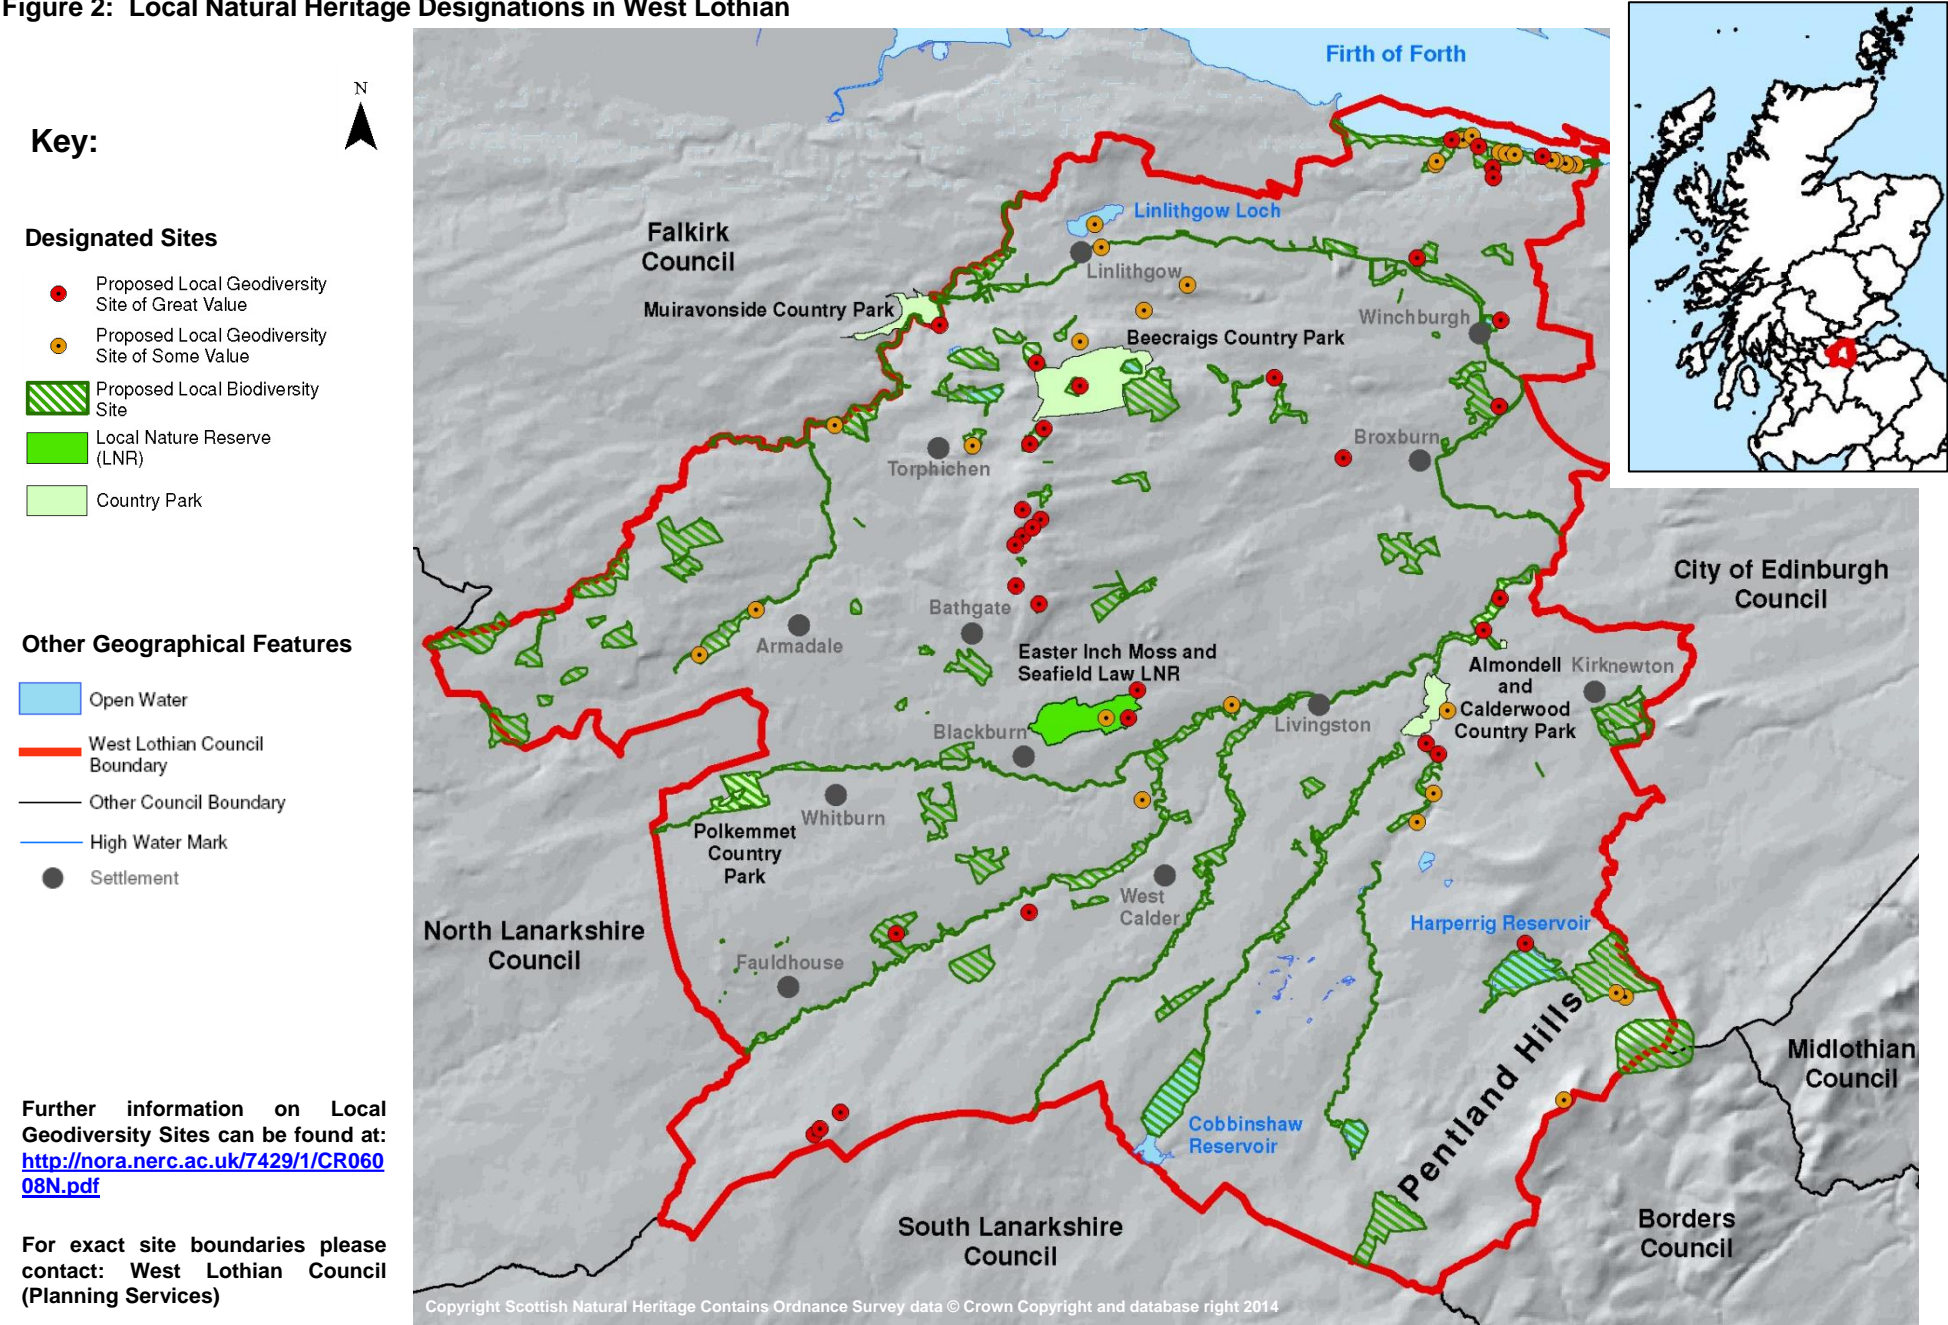 Figure 2: Local Natural Heritage Designations in West Lothian
N
Key:
Designated Sites
Proposed Local Geodiversity
Site of Great Value
Proposed Local Geodiversity
Site of Some Value
Proposed Local Biodiversity
Site
Local Nature Reserve
(LNR)
Country Park
Other Geographical Features
Open Water
West Lothian Council
Boundary
Other Council Boundary
High Water Mark
Settlement
Further information on Local
Geodiversity Sites can be found at:
http://nora.nerc.ac.uk/7429/1/CR060
08N.pdf
For exact site boundaries please
contact: West Lothian Council
(Planning Services)
Firth of Forth
Linlithgow Loch
Falkirk
Council
Linlithgow
Muiravonside Country Park
Winchburgh
Beecraigs Country Park
Broxburn
Torphichen
City of Edinburgh
Council
Bathgate
Armadale
Easter Inch Moss and
Seafield Law LNR
Almondell
and
Calderwood
Country Park
Kirknewton
Blackburn
Livingston
Whitburn
Polkemmet
Country
Park
West
Calder
North Lanarkshire
Council
Harperrig Reservoir
Fauldhouse
Pentland Hills
Midlothian
Council
Cobbinshaw
Reservoir
South Lanarkshire
Council
Borders
Council
Copyright Scottish Natural Heritage Contains Ordnance Survey data © Crown Copyright and database right 2014